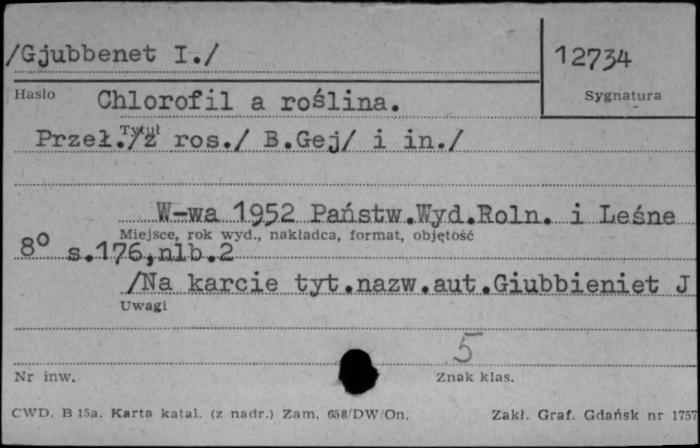 /Gjubbenet I./
12734
Hasło
Chlorofil a roślina.
Sygnatura
Tytuł
Przeł./z ros./ B.Gej/ i in./
W-wa 1952 Państw.Wyd.Roln. i Leśne
Miejsce, rok wyd., nakładca, format, objętość
8º s.176,nlb.2
/Na karcie tyt.nazw.aut.Giubbieniet J
Uwagi
5
Nr inw.
Znak klas.
CWD. B 15a. Karta katal. (z nadr.) Zam. 658/DW/On.
Zakł. Graf. Gdańsk nr 1757